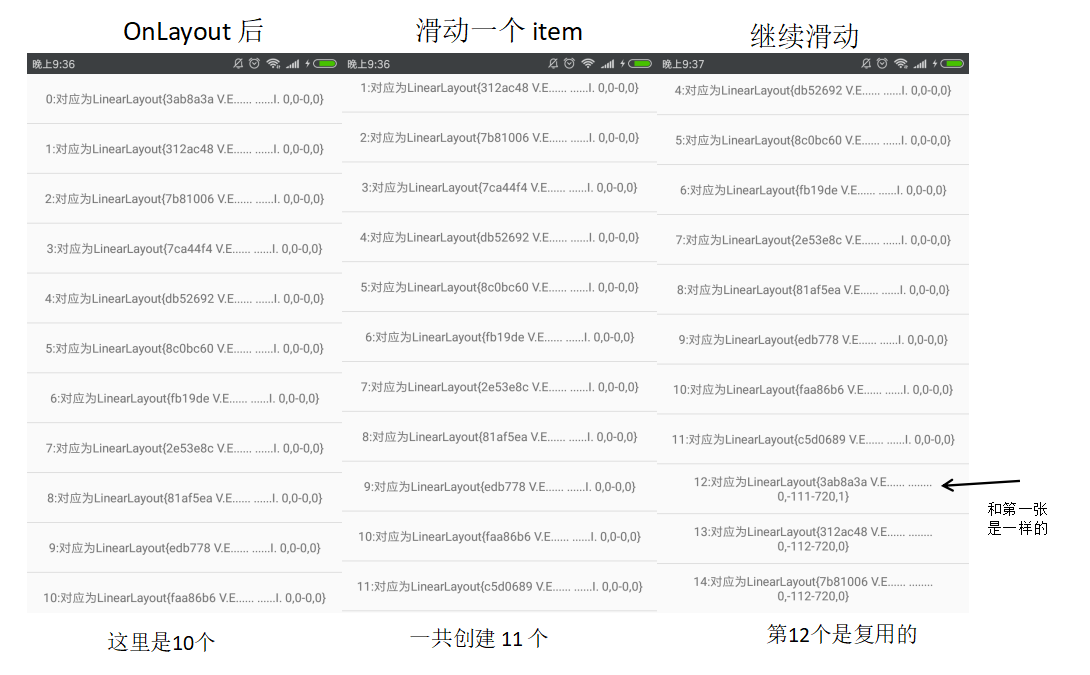 OnLayout 后
滑动一个 item
继续滑动
晚上9:36
0:对应为LinearLayout{3ab8a3a V.E...... ......I. 0,0-0,0}
1:对应为LinearLayout{312ac48 V.E...... ......I. 0,0-0,0}
2:对应为LinearLayout{7b81006 V.E...... ......I. 0,0-0,0}
3:对应为LinearLayout{7ca44f4 V.E...... ......I. 0,0-0,0}
4:对应为LinearLayout{db52692 V.E...... ......I. 0,0-0,0}
5:对应为LinearLayout{8c0bc60 V.E...... ......I. 0,0-0,0}
6:对应为LinearLayout{fb19de V.E...... ......I. 0,0-0,0}
7:对应为LinearLayout{2e53e8c V.E...... ......I. 0,0-0,0}
8:对应为LinearLayout{81af5ea V.E...... ......I. 0,0-0,0}
9:对应为LinearLayout{edb778 V.E...... ......I. 0,0-0,0}
10:对应为LinearLayout{faa86b6 V.E...... ......I. 0,0-0,0}
晚上9:36
1:对应为LinearLayout{312ac48 V.E...... ......I. 0,0-0,0}
2:对应为LinearLayout{7b81006 V.E...... ......I. 0,0-0,0}
3:对应为LinearLayout{7ca44f4 V.E...... ......I. 0,0-0,0}
4:对应为LinearLayout{db52692 V.E...... ......I. 0,0-0,0}
5:对应为LinearLayout{8c0bc60 V.E...... ......I. 0,0-0,0}
6:对应为LinearLayout{fb19de V.E...... ......I. 0,0-0,0}
7:对应为LinearLayout{2e53e8c V.E...... ......I. 0,0-0,0}
8:对应为LinearLayout{81af5ea V.E...... ......I. 0,0-0,0}
9:对应为LinearLayout{edb778 V.E...... ......I. 0,0-0,0}
10:对应为LinearLayout{faa86b6 V.E...... ......I. 0,0-0,0}
11:对应为LinearLayout{c5d0689 V.E...... ......I. 0,0-0,0}
晚上9:37
4:对应为LinearLayout{db52692 V.E...... ......I. 0,0-0,0}
5:对应为LinearLayout{8c0bc60 V.E...... ......I. 0,0-0,0}
6:对应为LinearLayout{fb19de V.E...... ......I. 0,0-0,0}
7:对应为LinearLayout{2e53e8c V.E...... ......I. 0,0-0,0}
8:对应为LinearLayout{81af5ea V.E...... ......I. 0,0-0,0}
9:对应为LinearLayout{edb778 V.E...... ......I. 0,0-0,0}
10:对应为LinearLayout{faa86b6 V.E...... ......I. 0,0-0,0}
11:对应为LinearLayout{c5d0689 V.E...... ......I. 0,0-0,0}
12:对应为LinearLayout{3ab8a3a V.E...... ........
0,-111-720,1}
13:对应为LinearLayout{312ac48 V.E...... ........
0,-112-720,0}
14:对应为LinearLayout{7b81006 V.E...... ........
0,-112-720,0}
和第一张
是一样的
这里是10个
一共创建 11 个
第12个是复用的